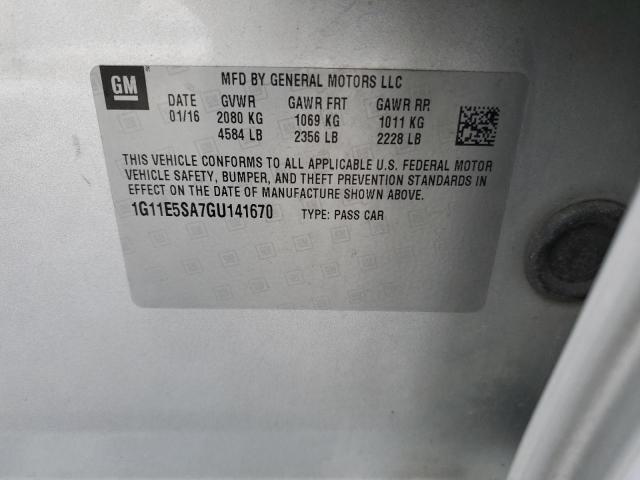 GM
MFD BY GENERAL MOTORS LLC
DATE GVWR GAWR FRT GAWR RR
01/16 2080 KG 1069 KG 1011 KG
4584 LB 2356 LB 2228 LB
THIS VEHICLE CONFORMS TO ALL APPLICABLE U.S. FEDERAL MOTOR
VEHICLE SAFETY, BUMPER, AND THEFT PREVENTION STANDARDS IN
EFFECT ON THE DATE OF MANUFACTURE SHOWN ABOVE.
1G11E5SA7GU141670 TYPE: PASS CAR